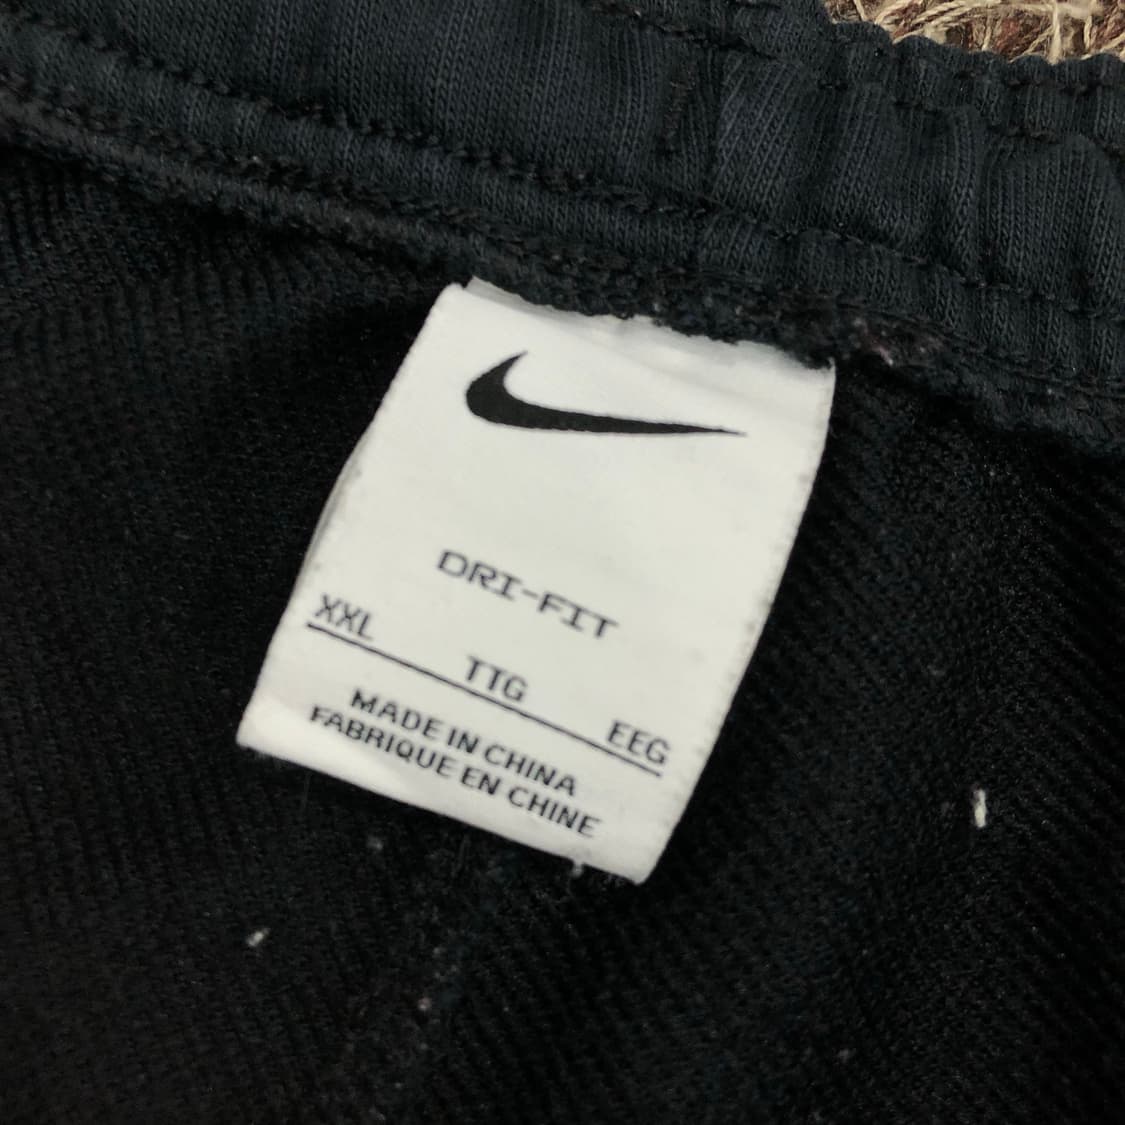 DRI-FIT
XXL
TTG
EEG
MADE IN CHINA
FABRIQUE EN CHINE